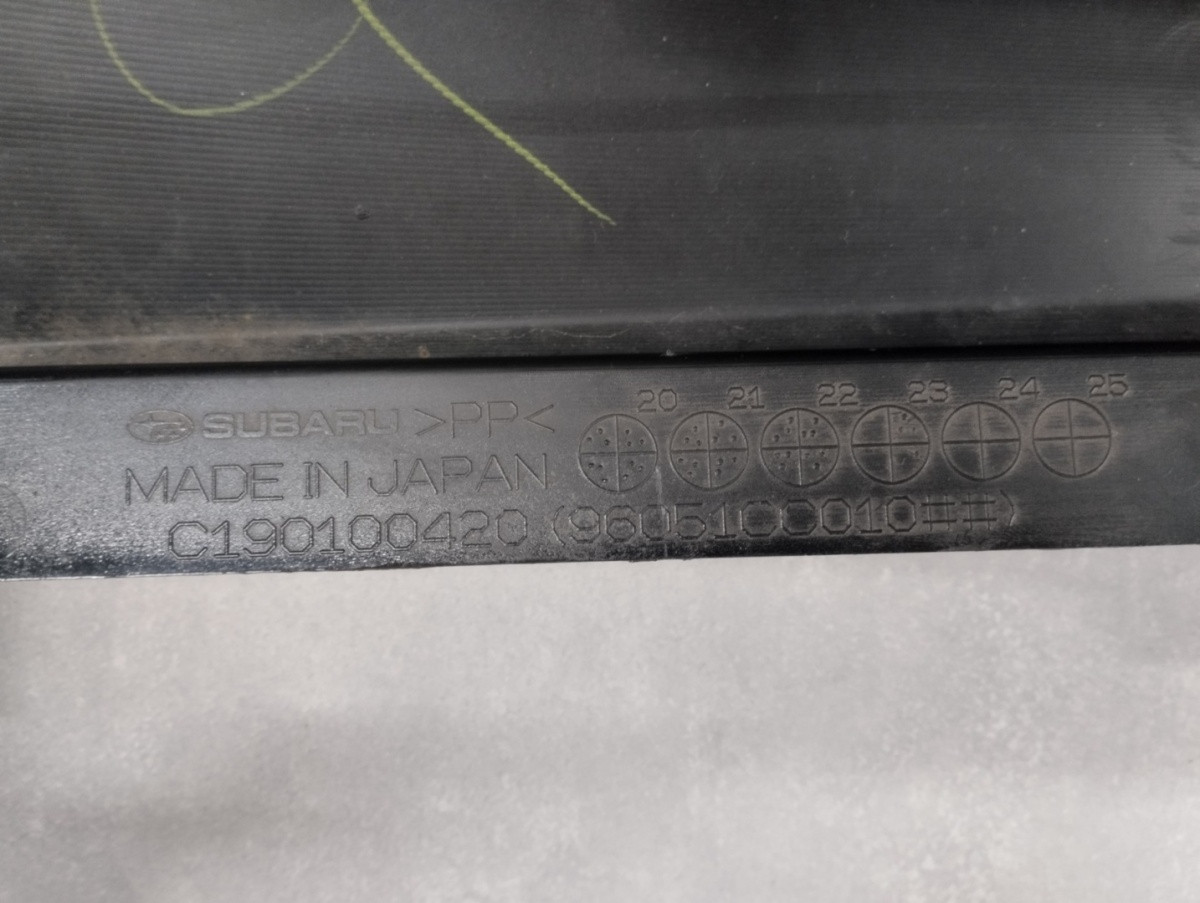 SUBARU >PP<
20 21 22 23 24 25
MADE IN JAPAN
C190100420 (96051CC010##)